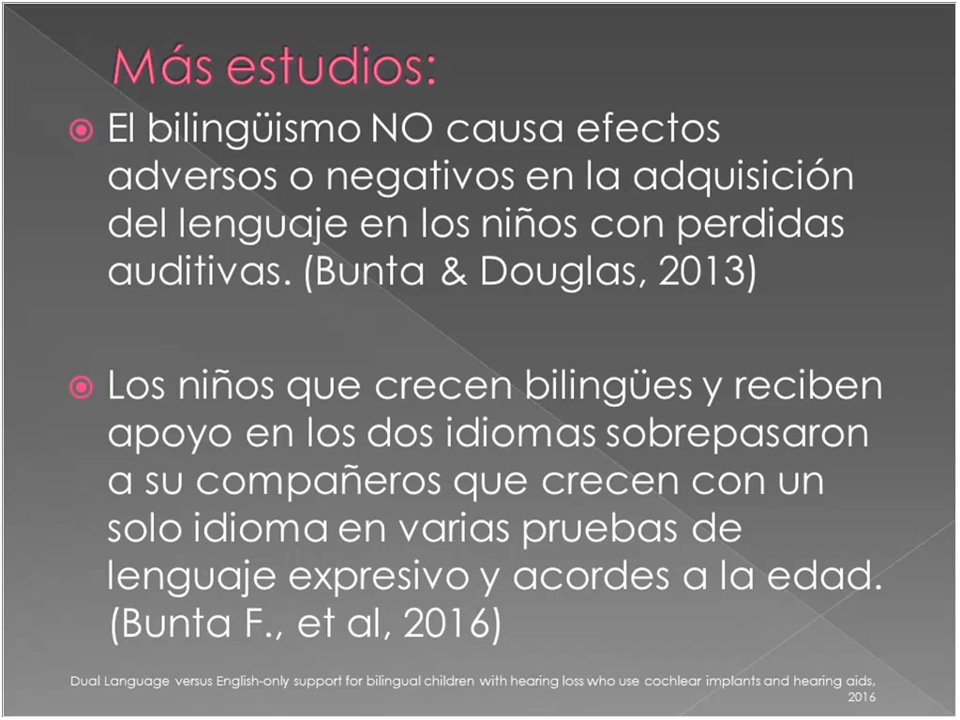 Más estudios:
El bilingüismo NO causa efectos
adversos o negativos en la adquisición
del lenguaje en los niños con perdidas
auditivas. (Bunta & Douglas, 2013)
Los niños que crecen bilingües y reciben
apoyo en los dos idiomas sobrepasaron
a su compañeros que crecen con un
solo idioma en varias pruebas de
lenguaje expresivo y acordes a la edad.
(Bunta F., et al, 2016)
Dual Language versus English-only support for bilingual children with hearing loss who use cochlear implants and hearing aids,
2016